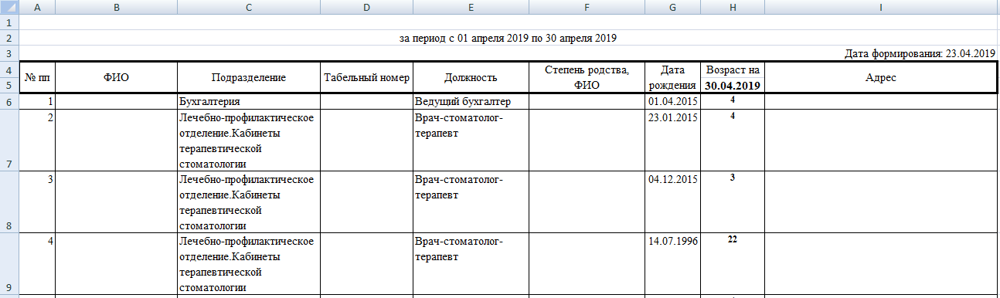 A B C D E F G H I
1
2 за период с 01 апреля 2019 по 30 апреля 2019
3 Дата формирования: 23.04.2019
4 № пп ФИО Подразделение Табельный номер Должность Степень родства, Дата Возраст на Адрес
5 ФИО рождения 30.04.2019
6 1 Бухгалтерия Ведущий бухгалтер 01.04.2015 4
2 Лечебно-профилактическое Врач-стоматолог- 23.01.2015 4
отделение.Кабинеты терапевт
терапевтической
7 стоматологии
3 Лечебно-профилактическое Врач-стоматолог- 04.12.2015 3
отделение.Кабинеты терапевт
терапевтической
8 стоматологии
4 Лечебно-профилактическое Врач-стоматолог- 14.07.1996 22
отделение.Кабинеты терапевт
терапевтической
9 стоматологии